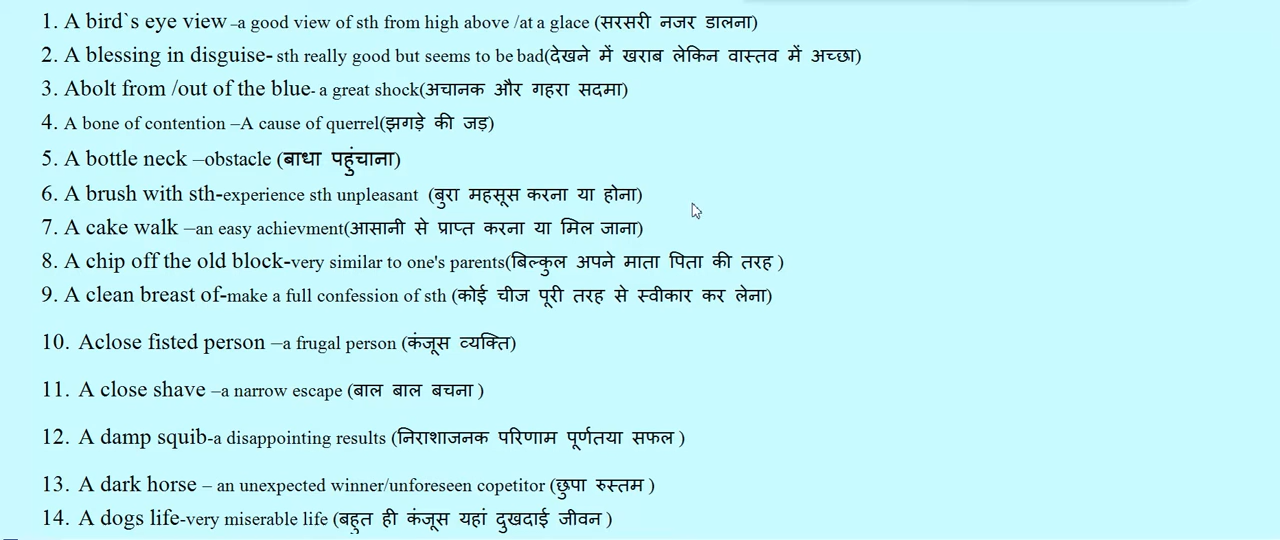 1. A bird`s eye view –a good view of sth from high above /at a glace (सरसरी नजर डालना)
2. A blessing in disguise- sth really good but seems to be bad(देखने में खराब लेकिन वास्तव में अच्छा)
3. Abolt from /out of the blue- a great shock(अचानक और गहरा सदमा)
4. A bone of contention –A cause of querrel(झगड़े की जड़)
5. A bottle neck –obstacle (बाधा पहुंचाना)
6. A brush with sth-experience sth unpleasant (बुरा महसूस करना या होना)
7. A cake walk –an easy achievment(आसानी से प्राप्त करना या मिल जाना)
8. A chip off the old block-very similar to one's parents(बिल्कुल अपने माता पिता की तरह )
9. A clean breast of-make a full confession of sth (कोई चीज पूरी तरह से स्वीकार कर लेना)
10. Aclose fisted person –a frugal person (कंजूस व्यक्ति)
11. A close shave –a narrow escape (बाल बाल बचना )
12. A damp squib-a disappointing results (निराशाजनक परिणाम पूर्णतया सफल )
13. A dark horse – an unexpected winner/unforeseen copetitor (छुपा रुस्तम )
14. A dogs life-very miserable life (बहुत ही कंजूस यहां दुखदाई जीवन )